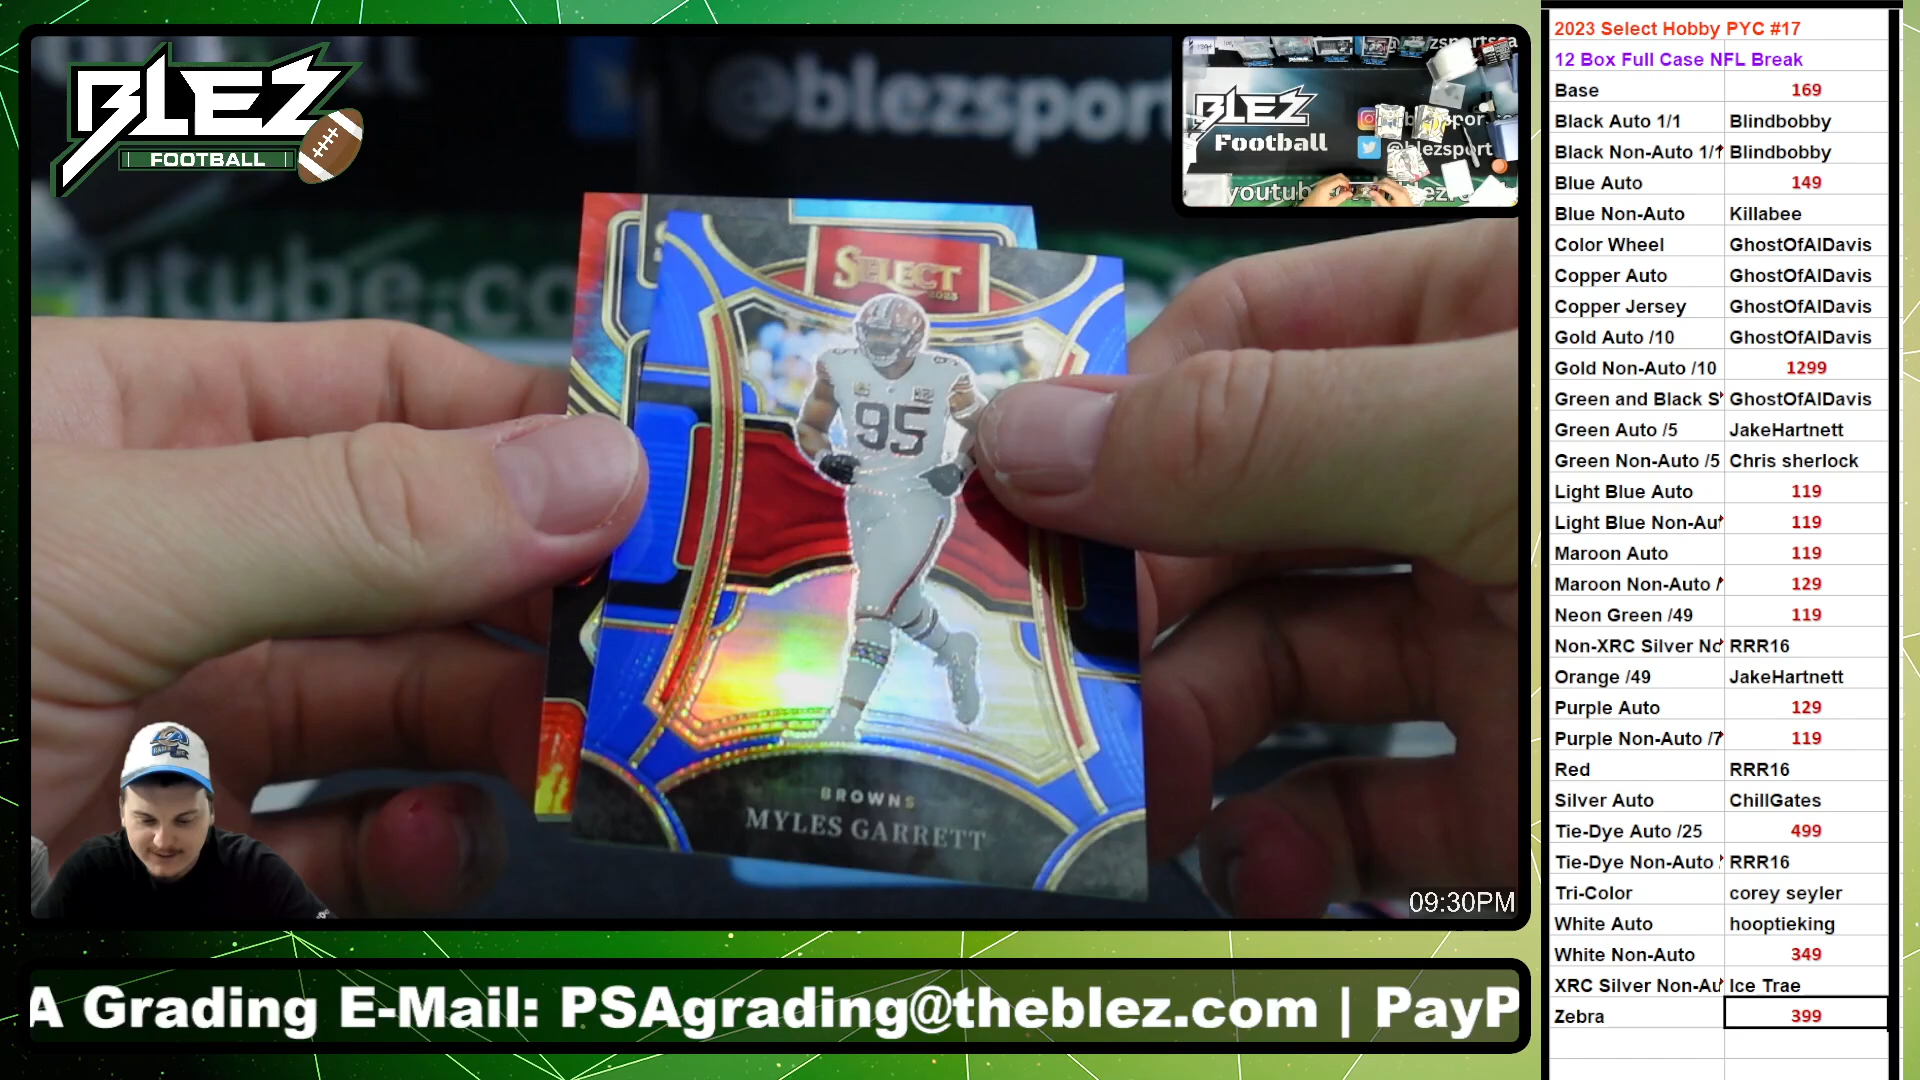 BLEZ
FOOTBALL
@blezspor
utube.co
SELECT
2023
95
BROWNS
MYLES GARRETT
BLEZ
Football
@blezsport
youtub
09:30PM
A Grading E-Mail: PSAgrading@theblez.com | PayP
2023 Select Hobby PYC #17
12 Box Full Case NFL Break
Base 169
Black Auto 1/1 Blindbobby
Black Non-Auto 1/1 Blindbobby
Blue Auto 149
Blue Non-Auto Killabee
Color Wheel GhostOfAlDavis
Copper Auto GhostOfAlDavis
Copper Jersey GhostOfAlDavis
Gold Auto /10 GhostOfAlDavis
Gold Non-Auto /10 1299
Green and Black S GhostOfAlDavis
Green Auto /5 JakeHartnett
Green Non-Auto /5 Chris sherlock
Light Blue Auto 119
Light Blue Non-Au 119
Maroon Auto 119
Maroon Non-Auto / 129
Neon Green /49 119
Non-XRC Silver No RRR16
Orange /49 JakeHartnett
Purple Auto 129
Purple Non-Auto /7 119
Red RRR16
Silver Auto ChillGates
Tie-Dye Auto /25 499
Tie-Dye Non-Auto RRR16
Tri-Color corey seyler
White Auto hooptieking
White Non-Auto 349
XRC Silver Non-Au Ice Trae
Zebra 399